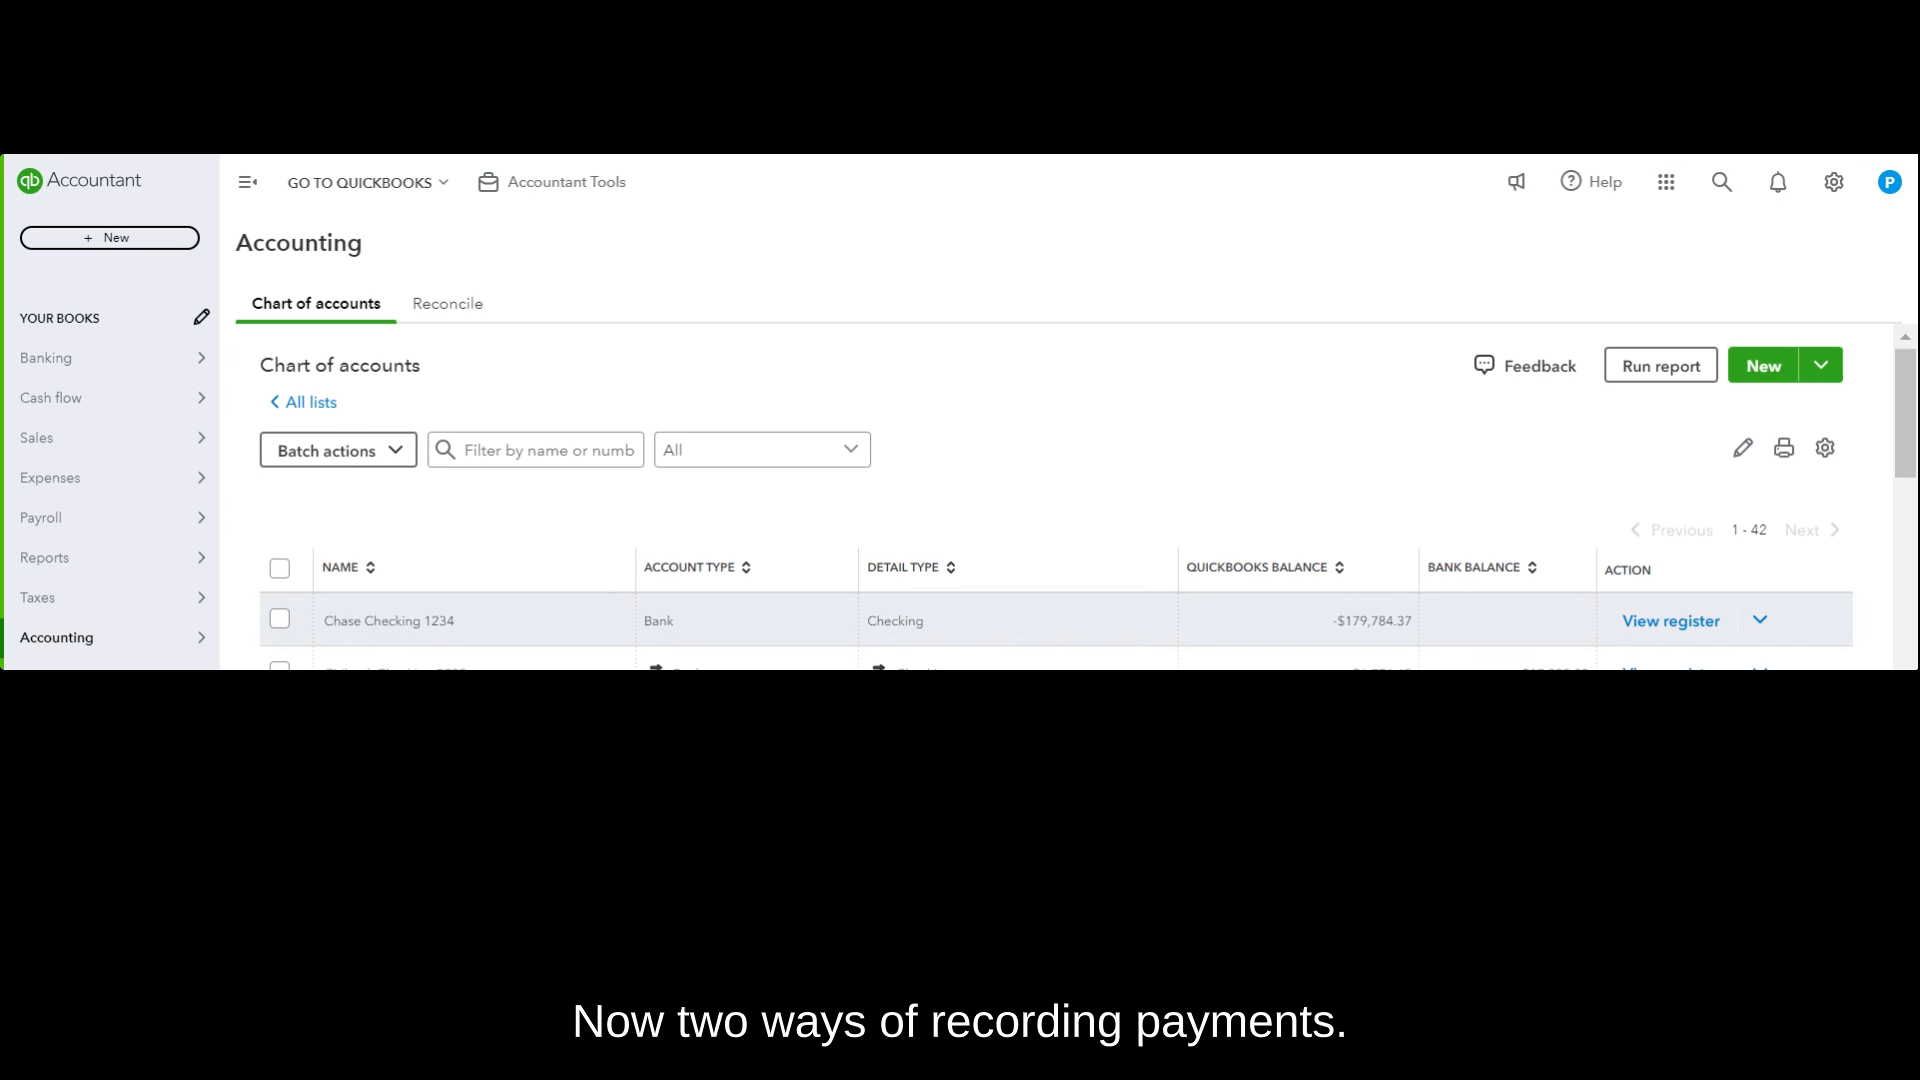 qb Accountant
GO TO QUICKBOOKS
Accountant Tools
Help
P
+ New
Accounting
YOUR BOOKS
Chart of accounts
Reconcile
Banking
Cash flow
Sales
Expenses
Payroll
Reports
Taxes
Accounting
Chart of accounts
Feedback
Run report
New
All lists
Batch actions
Filter by name or numb
All
Previous 1 - 42 Next
NAME ACCOUNT TYPE DETAIL TYPE QUICKBOOKS BALANCE BANK BALANCE ACTION
Chase Checking 1234 Bank Checking -$179,784.37 View register
Now two ways of recording payments.